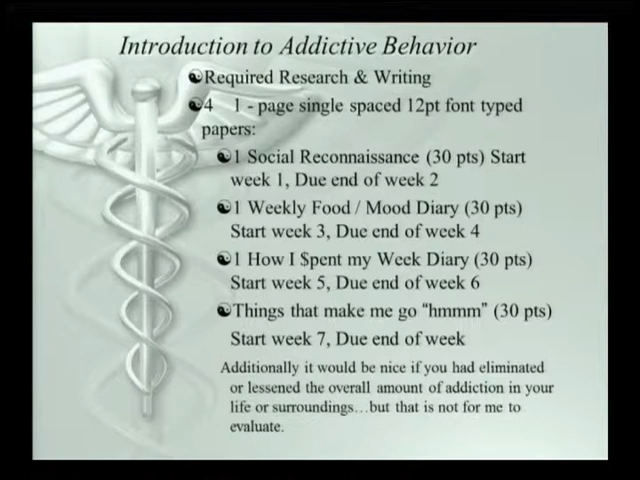 Introduction to Addictive Behavior
Required Research & Writing
4 1 - page single spaced 12pt font typed
papers:
1 Social Reconnaissance (30 pts) Start
week 1, Due end of week 2
1 Weekly Food / Mood Diary (30 pts)
Start week 3, Due end of week 4
1 How I $pent my Week Diary (30 pts)
Start week 5, Due end of week 6
Things that make me go "hmmm" (30 pts)
Start week 7, Due end of week
Additionally it would be nice if you had eliminated
or lessened the overall amount of addiction in your
life or surroundings…but that is not for me to
evaluate.